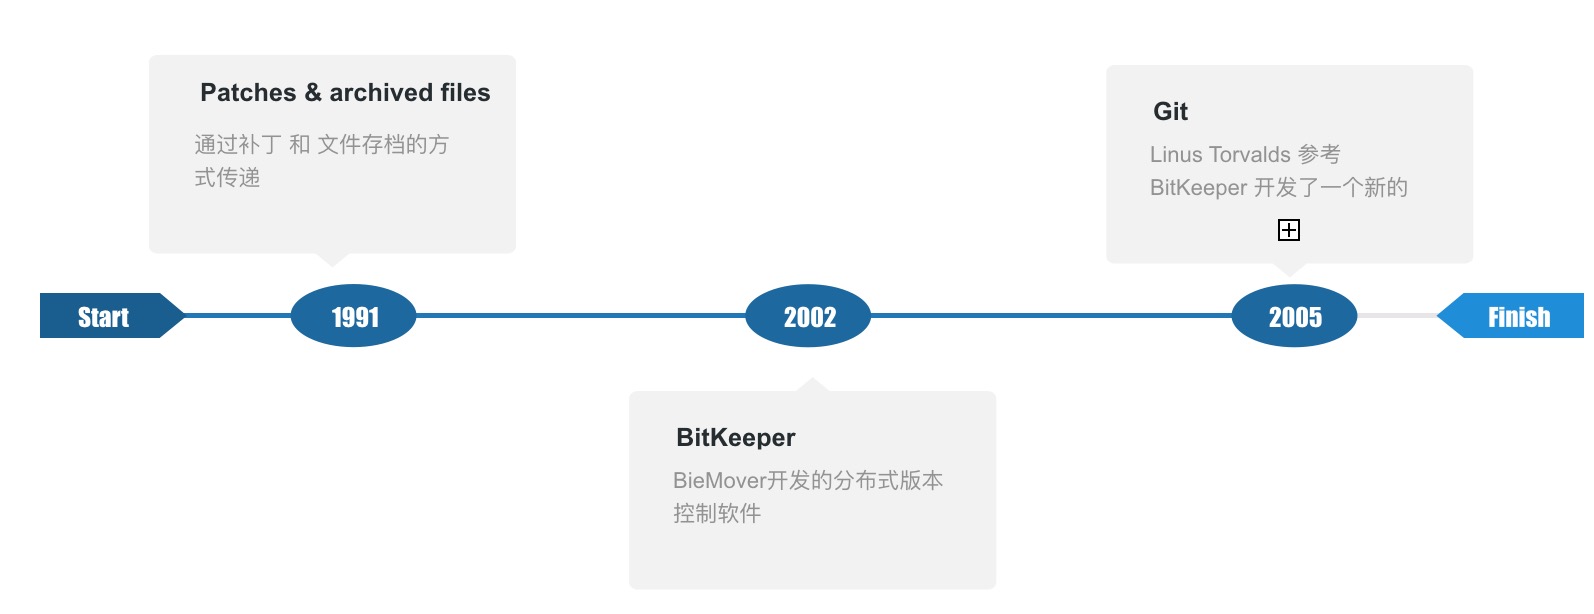 Patches & archived files
通过补丁 和 文件存档的方
式传递
Git
Linus Torvalds 参考
BitKeeper 开发了一个新的
Start
1991
2002
2005
Finish
BitKeeper
BieMover开发的分布式版本
控制软件